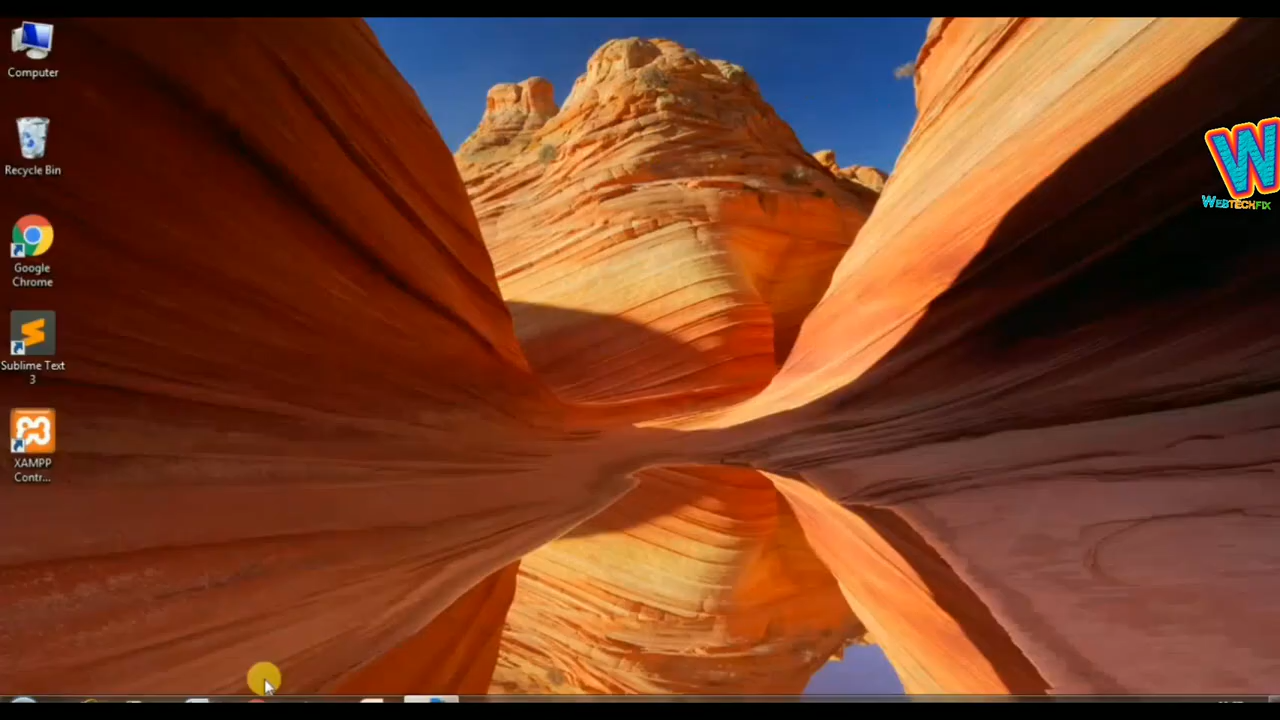 Computer
Recycle Bin
Google
Chrome
Sublime Text
3
XAMPP
Contr...
W
WEBTECHFIX